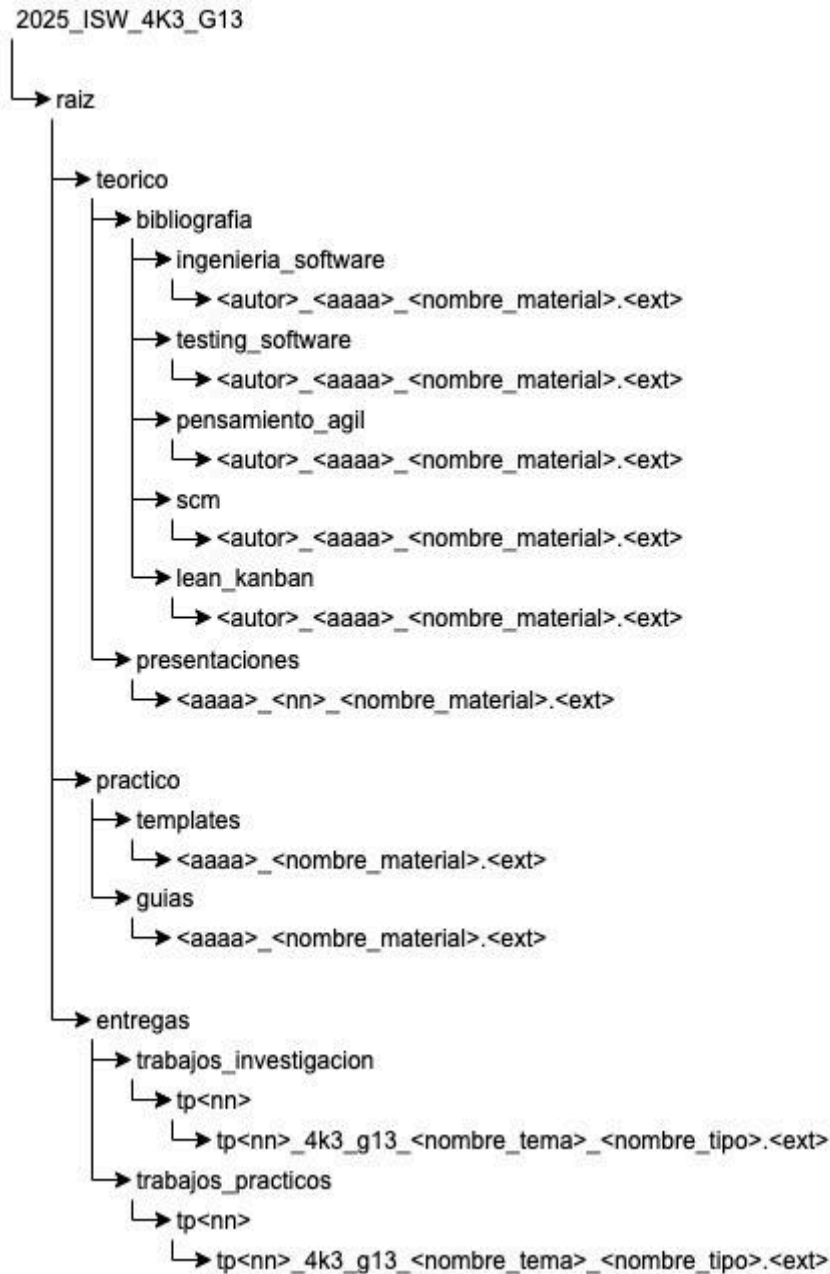 2025_ISW_4K3_G13
raiz
teorico
bibliografia
ingenieria_software
<autor>_<aaaa>_<nombre_material>.<ext>
testing_software
<autor>_<aaaa>_<nombre_material>.<ext>
pensamiento_agil
<autor>_<aaaa>_<nombre_material>.<ext>
scm
<autor>_<aaaa>_<nombre_material>.<ext>
lean_kanban
<autor>_<aaaa>_<nombre_material>.<ext>
presentaciones
<aaaa>_<nn>_<nombre_material>.<ext>
practico
templates
<aaaa>_<nombre_material>.<ext>
guias
<aaaa>_<nombre_material>.<ext>
entregas
trabajos_investigacion
tp<nn>
tp<nn>_4k3_g13_<nombre_tema>_<nombre_tipo>.<ext>
trabajos_practicos
tp<nn>
tp<nn>_4k3_g13_<nombre_tema>_<nombre_tipo>.<ext>